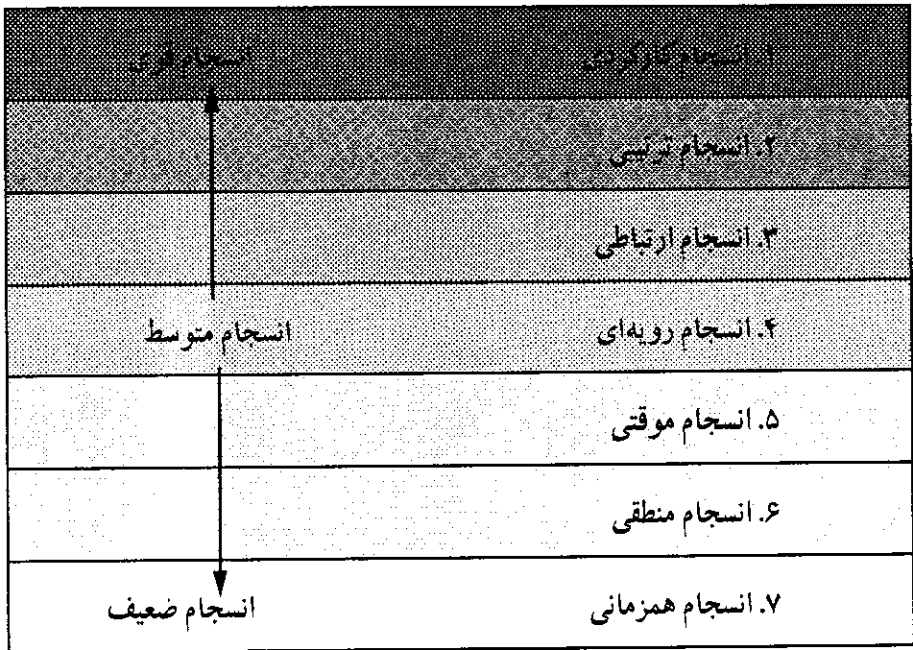 ۱. انسجام کارکردی انسجام قوی
۲. انسجام ترتیبی
۳. انسجام ارتباطی
۴. انسجام رویه‌ای انسجام متوسط
۵. انسجام موقتی
۶. انسجام منطقی
۷. انسجام همزمانی انسجام ضعیف